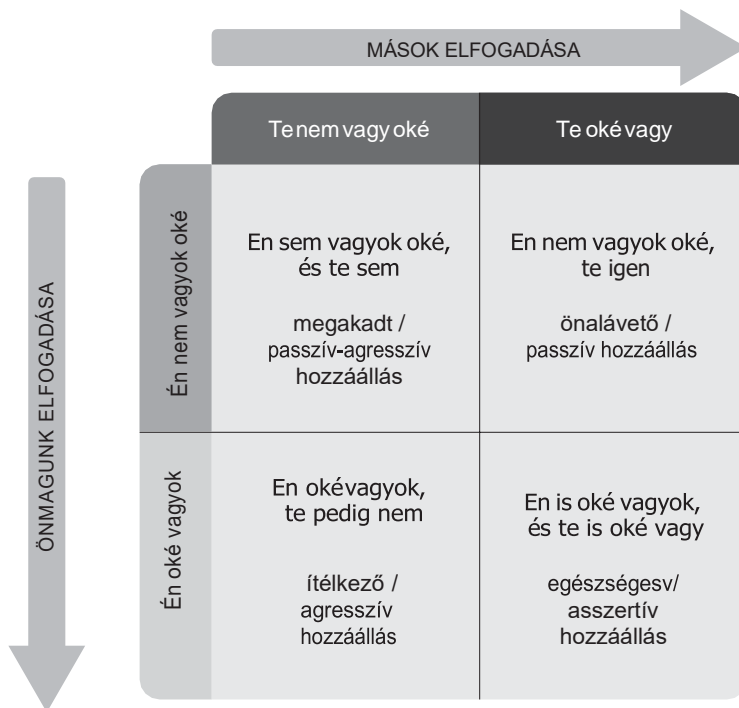 MÁSOK ELFOGADÁSA
Te nem vagy oké
Te oké vagy
ÖNMAGUNK ELFOGADÁSA
Én nem vagyok oké
En sem vagyok oké,
és te sem
megakadt /
passzív-agresszív
hozzáállás
En nem vagyok oké,
te igen
önalávető /
passzív hozzáállás
Én oké vagyok
En oké vagyok,
te pedig nem
ítélkező /
agresszív
hozzáállás
En is oké vagyok,
és te is oké vagy
egészségesv/
asszertív
hozzáállás